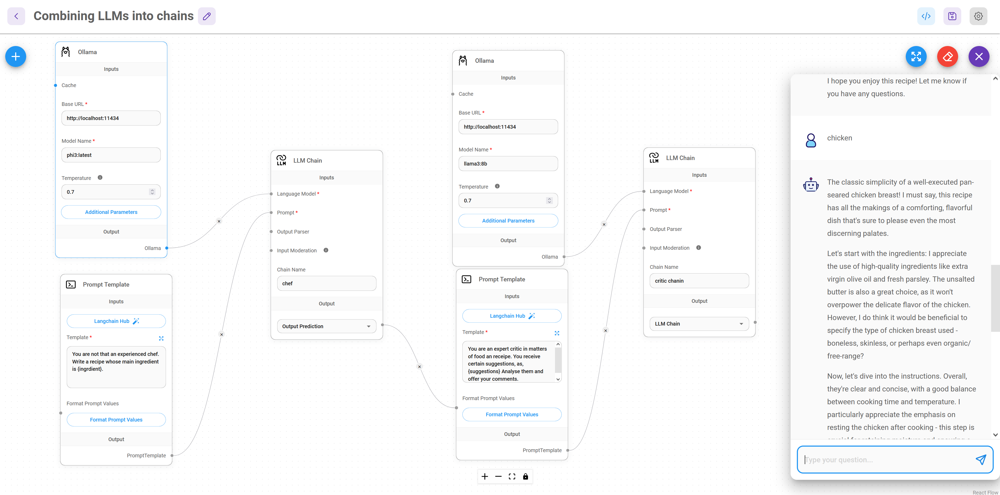 Combining LLMs into chains
Ollama
Inputs
Cache
Base URL *
http://localhost:11434
Model Name *
phi3:latest
Temperature
0.7
Additional Parameters
Output
Ollama
Prompt Template
Inputs
Langchain Hub
Template *
You are not that an experienced chef.
Write a recipe whose main ingredient
is {ingrdient}.
Format Prompt Values
Format Prompt Values
Output
PromptTemplate
LLM
LLM Chain
Inputs
Language Model *
Prompt *
Output Parser
Input Moderation
Chain Name
chef
Output
Output Prediction
Ollama
Inputs
Cache
Base URL *
http://localhost:11434
Model Name *
llama3:8b
Temperature
0.7
Additional Parameters
Output
Ollama
Prompt Template
Inputs
Langchain Hub
Template *
You are an expert critic in matters
of food an receipe. You receive
certain suggestions, as,
{suggestions} Analyse them and
offer your comments.
Format Prompt Values
Format Prompt Values
Output
PromptTemplate
LLM
LLM Chain
Inputs
Language Model *
Prompt *
Output Parser
Input Moderation
Chain Name
critic chanin
Output
LLM Chain
I hope you enjoy this recipe! Let me know if
you have any questions.
chicken
The classic simplicity of a well-executed pan-
seared chicken breast! I must say, this recipe
has all the makings of a comforting, flavorful
dish that's sure to please even the most
discerning palates.
Let's start with the ingredients: I appreciate
the use of high-quality ingredients like extra
virgin olive oil and fresh parsley. The unsalted
butter is also a great choice, as it won't
overpower the delicate flavor of the chicken.
However, I do think it would be beneficial to
specify the type of chicken breast used -
boneless, skinless, or perhaps even organic/
free-range?
Now, let's dive into the instructions. Overall,
they're clear and concise, with a good balance
between cooking time and temperature. I
particularly appreciate the emphasis on
resting the chicken after cooking - this step is
Type your question...
React Flow